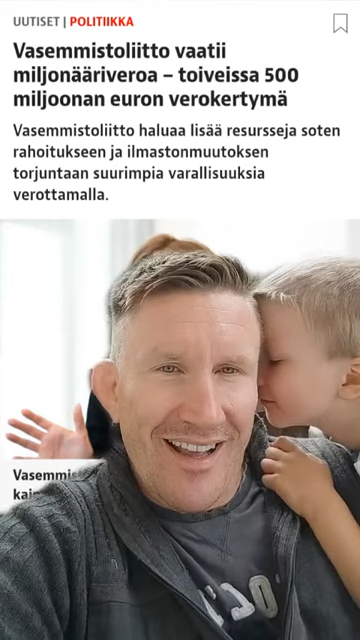 UUTISET | POLITIIKKA
Vasemmistoliitto vaatii
miljonääriveroa – toiveissa 500
miljoonan euron verokertymä
Vasemmistoliitto haluaa lisää resursseja soten
rahoitukseen ja ilmastonmuutoksen
torjuntaan suurimpia varallisuuksia
verottamalla.